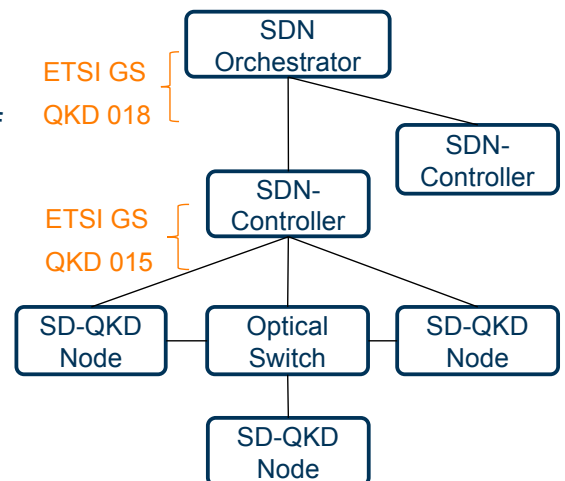 SDN
Orchestrator
ETSI GS
QKD 018
SDN-
Controller
SDN-
Controller
ETSI GS
QKD 015
SD-QKD
Node
Optical
Switch
SD-QKD
Node
SD-QKD
Node